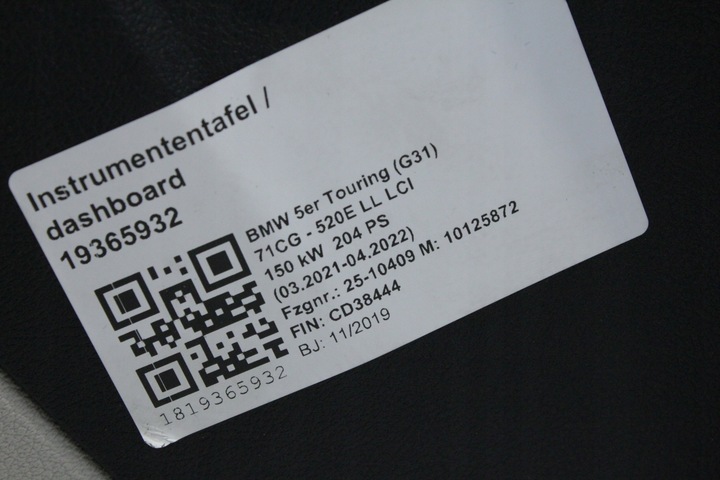 Instrumententafel /
dashboard
19365932
BMW 5er Touring (G31)
71CG - 520E LL LCI
150 kW 204 PS
(03.2021-04.2022)
Fzgnr.: 25-10409 M: 10125872
FIN: CD38444
BJ: 11/2019
1819365932